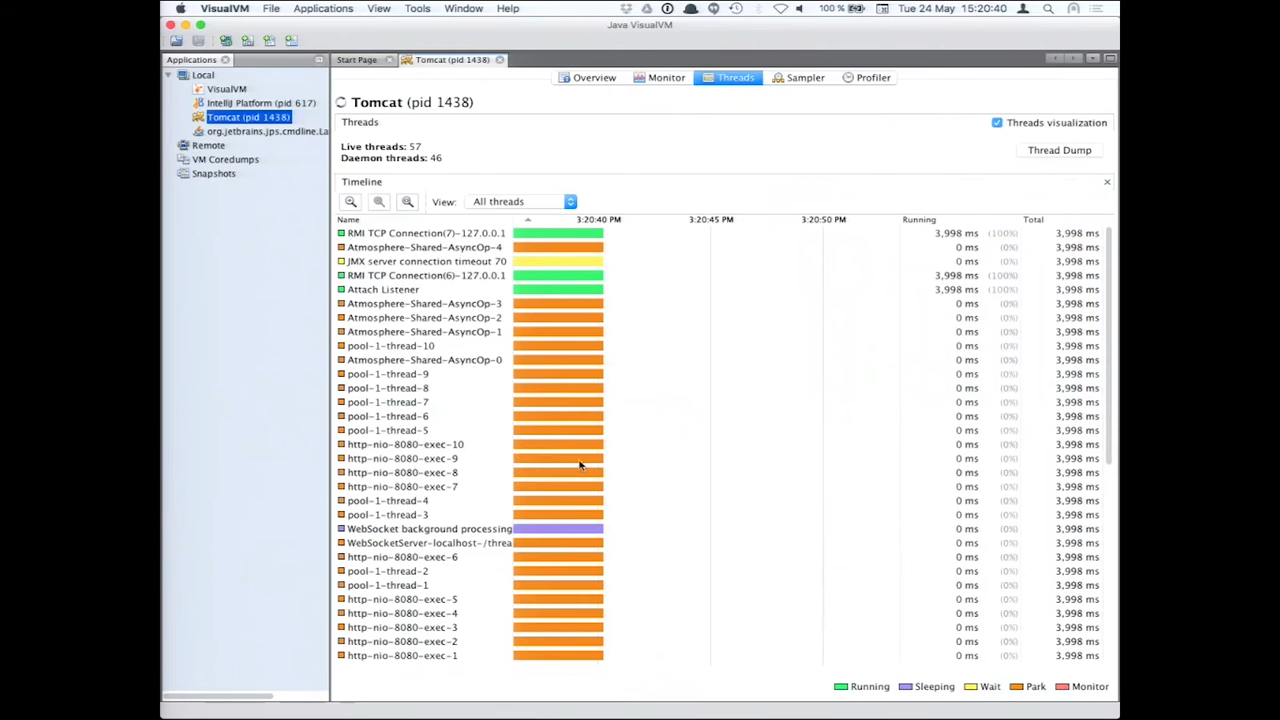 VisualVM File Applications View Tools Window Help 100 % Tue 24 May 15:20:40
Java VisualVM
Applications
Start Page
Tomcat (pid 1438)
Local
VisualVM
IntelliJ Platform (pid 617)
Tomcat (pid 1438)
org.jetbrains.jps.cmdline.La
Remote
VM Coredumps
Snapshots
Overview Monitor Threads Sampler Profiler
Tomcat (pid 1438)
Threads
Threads visualization
Live threads: 57
Daemon threads: 46
Thread Dump
Timeline
View: All threads
Name 3:20:40 PM 3:20:45 PM 3:20:50 PM Running Total
RMI TCP Connection(7)-127.0.0.1 3,998 ms (100%) 3,998 ms
Atmosphere-Shared-AsyncOp-4 0 ms (0%) 3,998 ms
JMX server connection timeout 70 0 ms (0%) 3,998 ms
RMI TCP Connection(6)-127.0.0.1 3,998 ms (100%) 3,998 ms
Attach Listener 3,998 ms (100%) 3,998 ms
Atmosphere-Shared-AsyncOp-3 0 ms (0%) 3,998 ms
Atmosphere-Shared-AsyncOp-2 0 ms (0%) 3,998 ms
Atmosphere-Shared-AsyncOp-1 0 ms (0%) 3,998 ms
pool-1-thread-10 0 ms (0%) 3,998 ms
Atmosphere-Shared-AsyncOp-0 0 ms (0%) 3,998 ms
pool-1-thread-9 0 ms (0%) 3,998 ms
pool-1-thread-8 0 ms (0%) 3,998 ms
pool-1-thread-7 0 ms (0%) 3,998 ms
pool-1-thread-6 0 ms (0%) 3,998 ms
pool-1-thread-5 0 ms (0%) 3,998 ms
http-nio-8080-exec-10 0 ms (0%) 3,998 ms
http-nio-8080-exec-9 0 ms (0%) 3,998 ms
http-nio-8080-exec-8 0 ms (0%) 3,998 ms
http-nio-8080-exec-7 0 ms (0%) 3,998 ms
pool-1-thread-4 0 ms (0%) 3,998 ms
pool-1-thread-3 0 ms (0%) 3,998 ms
WebSocket background processing 0 ms (0%) 3,998 ms
WebSocketServer-localhost-/threa 0 ms (0%) 3,998 ms
http-nio-8080-exec-6 0 ms (0%) 3,998 ms
pool-1-thread-2 0 ms (0%) 3,998 ms
pool-1-thread-1 0 ms (0%) 3,998 ms
http-nio-8080-exec-5 0 ms (0%) 3,998 ms
http-nio-8080-exec-4 0 ms (0%) 3,998 ms
http-nio-8080-exec-3 0 ms (0%) 3,998 ms
http-nio-8080-exec-2 0 ms (0%) 3,998 ms
http-nio-8080-exec-1 0 ms (0%) 3,998 ms
Running Sleeping Wait Park Monitor